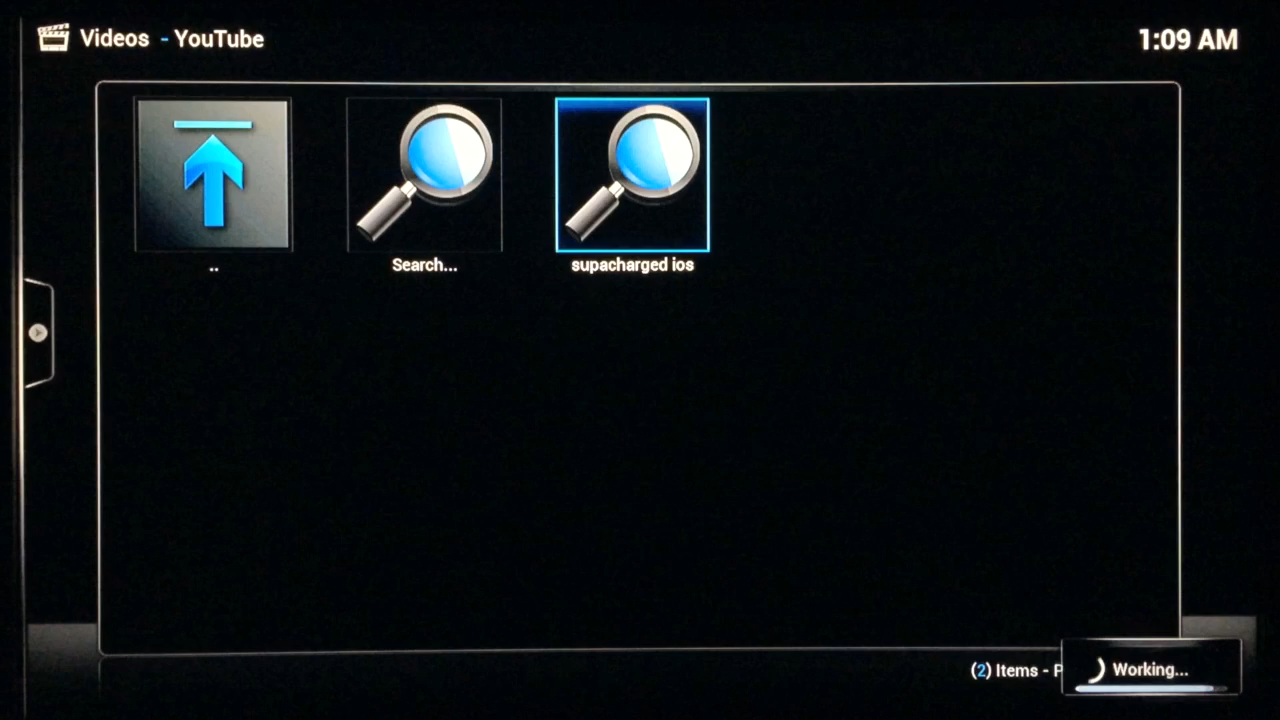 Videos - YouTube
1:09 AM
..
Search...
supacharged ios
(2) Items - P
Working...